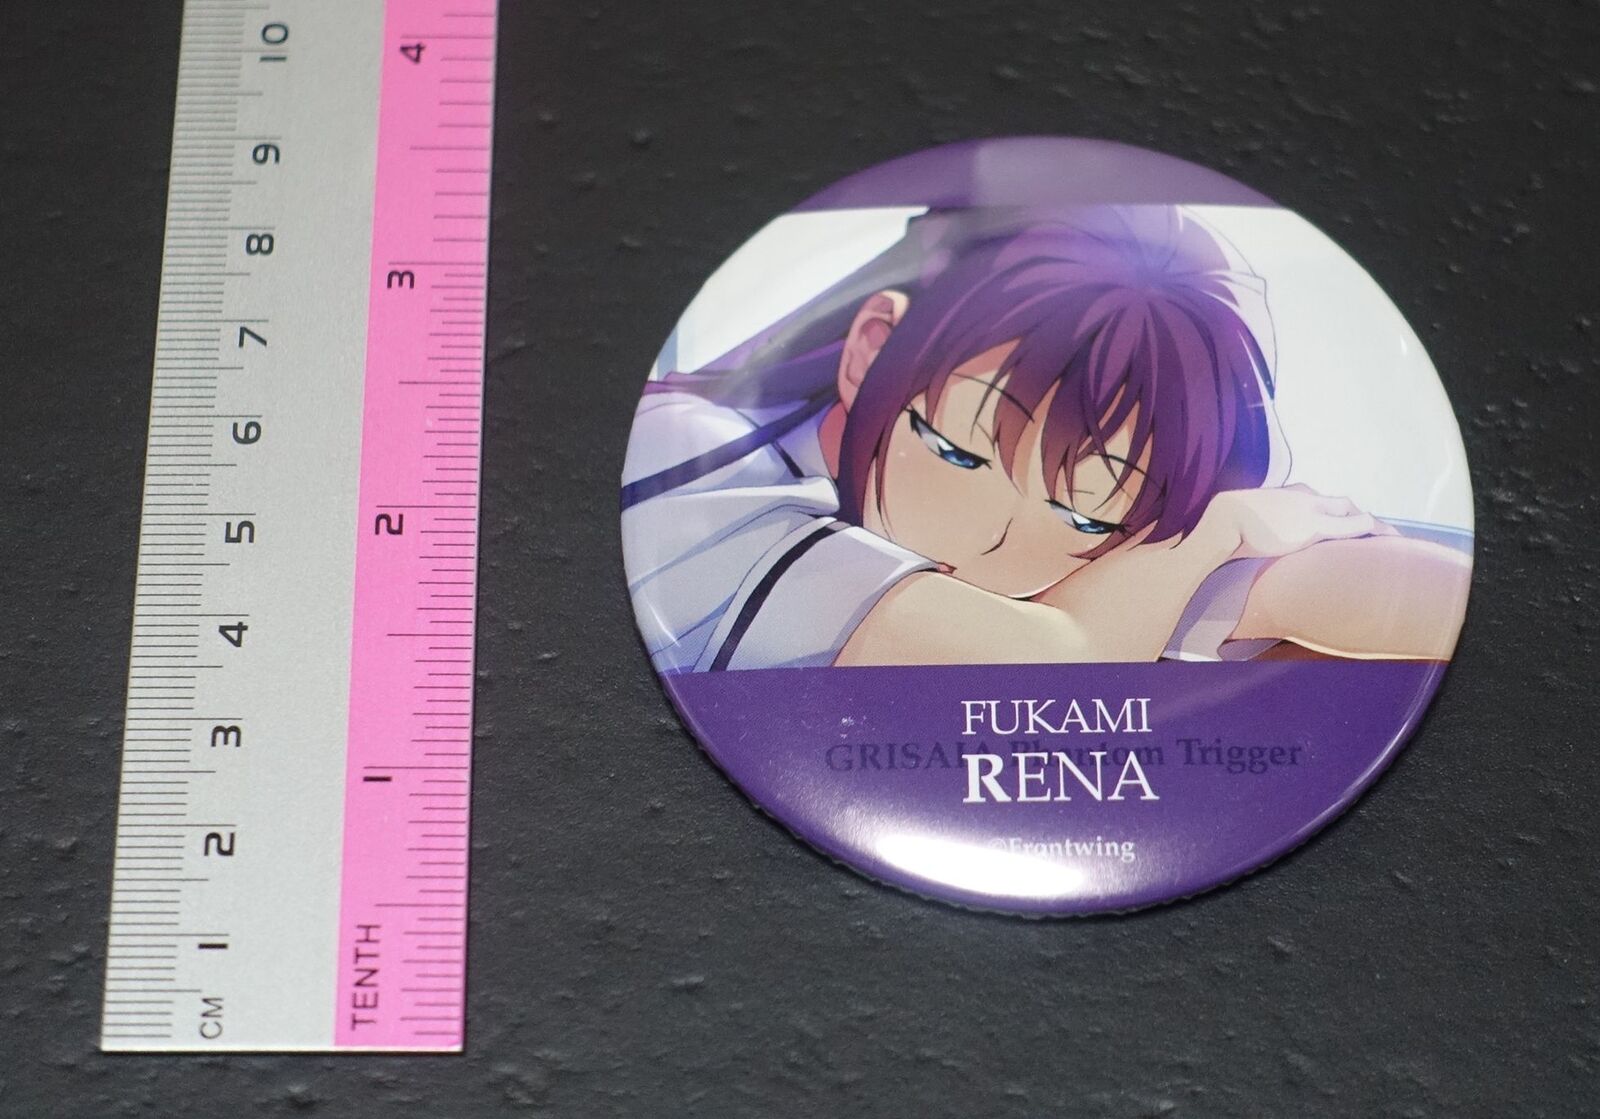 10
9
8
7
6
5
4
3
2
1
CM
4
3
2
1
TENTH
FUKAMI
GRISAIA Phantom Trigger
RENA
©Frontwing